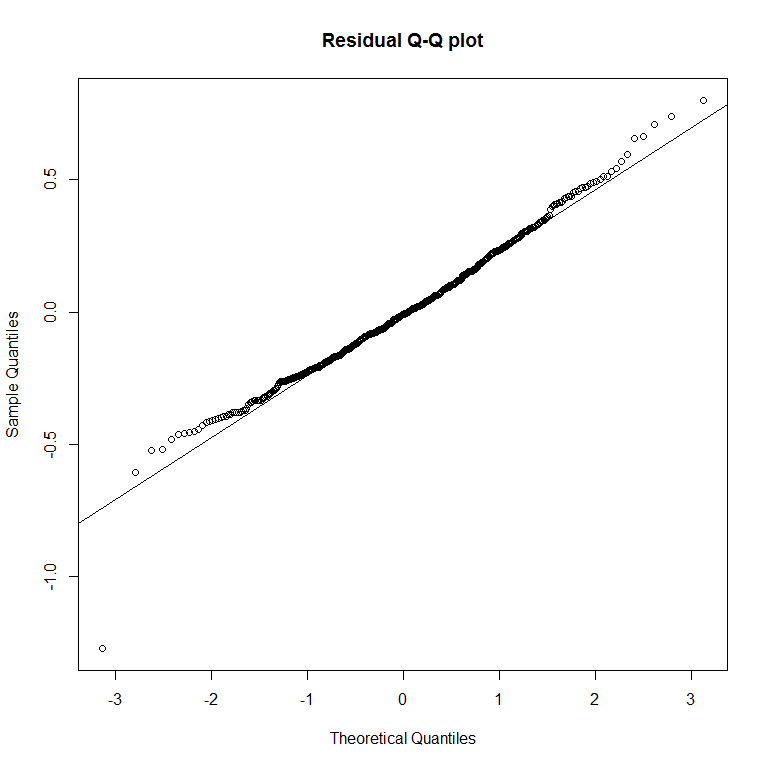 Residual Q-Q plot
Sample Quantiles
0.5
0.0
-0.5
-1.0
-3 -2 -1 0 1 2 3
Theoretical Quantiles